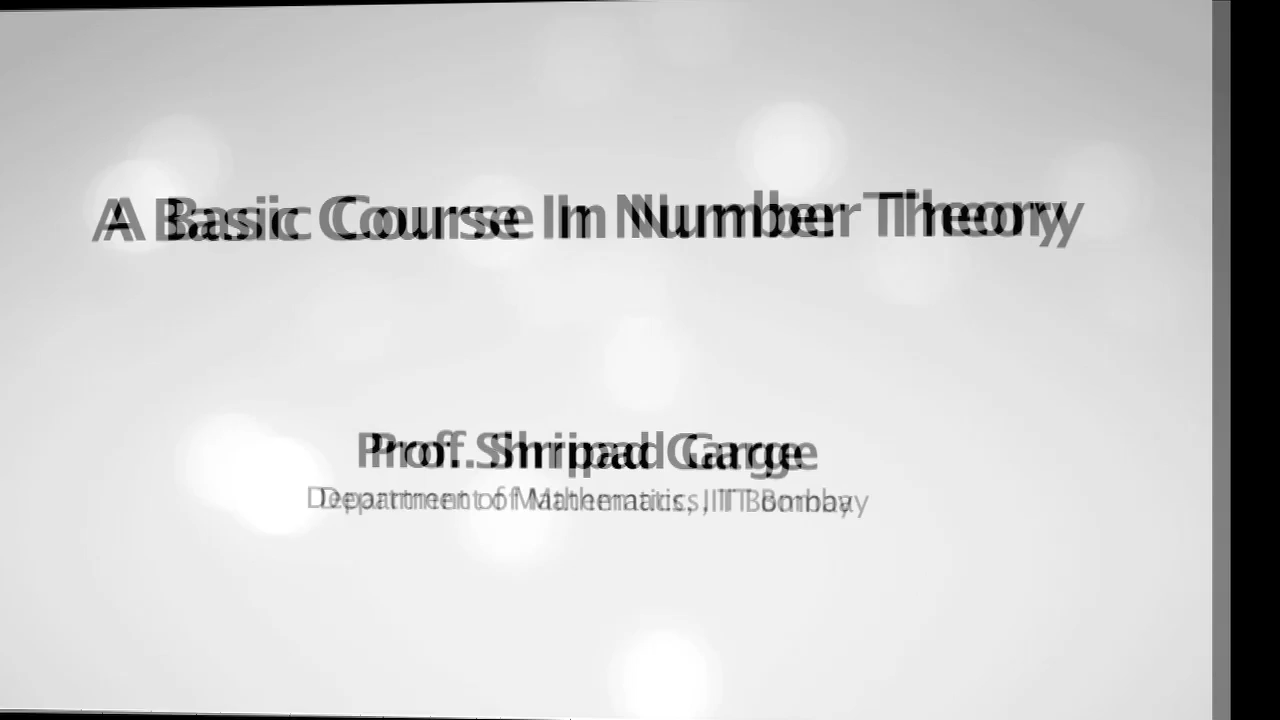 A Basic Course In Number Theory
Prof. Shripad Garge
Department of Mathematics, IIT Bombay